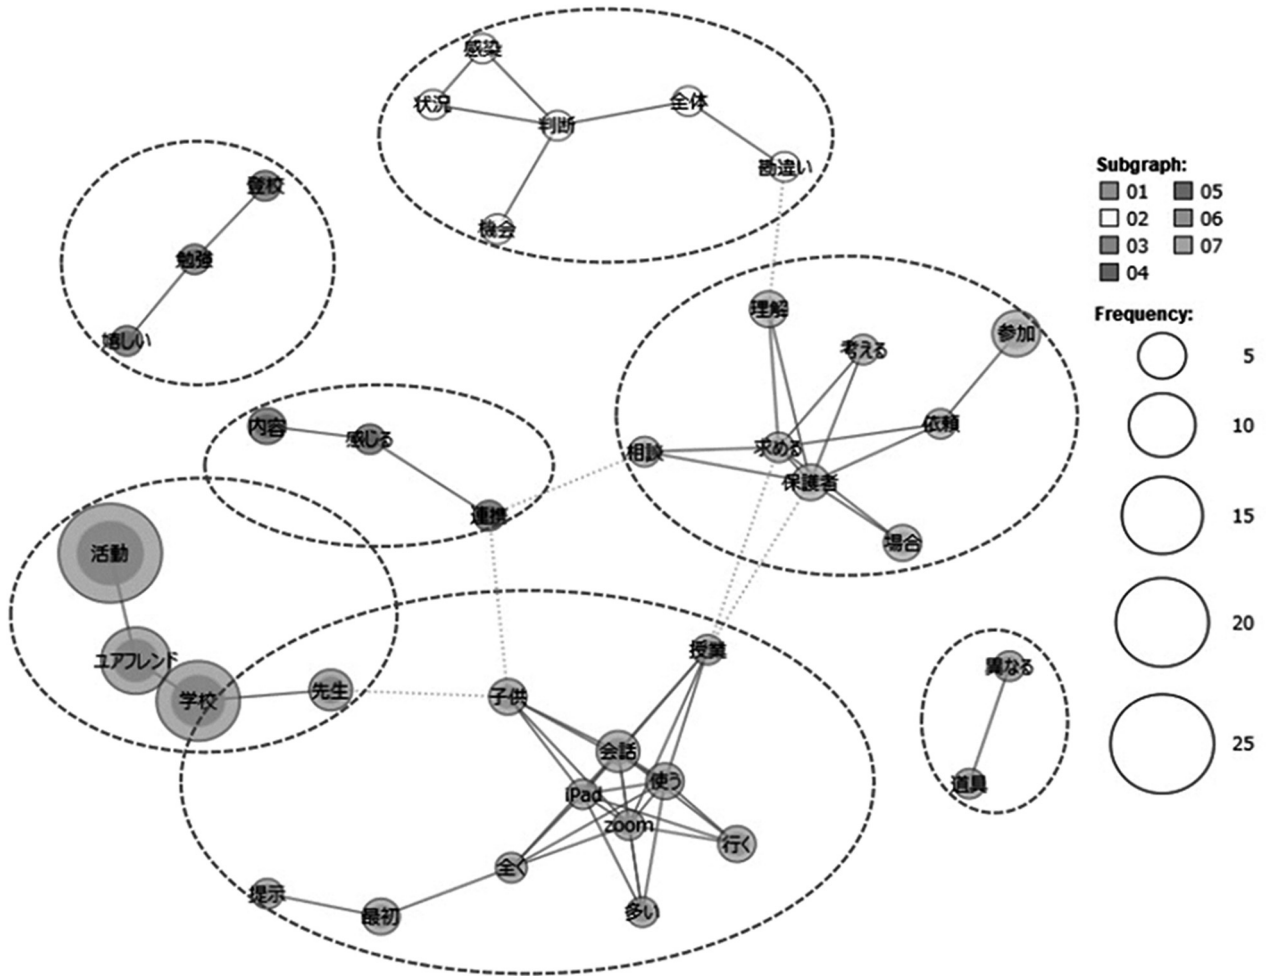 感染
状況
判断
全体
勘違い
機会
登校
勉強
嬉しい
理解
考える
参加
依頼
求める
相談
保護者
場合
内容
感じる
連携
活動
ユアフレンド
学校
先生
子供
授業
会話
使う
iPad
zoom
行く
全く
多い
提示
最初
異なる
道具
Subgraph:
01 05
02 06
03 07
04
Frequency:
5
10
15
20
25